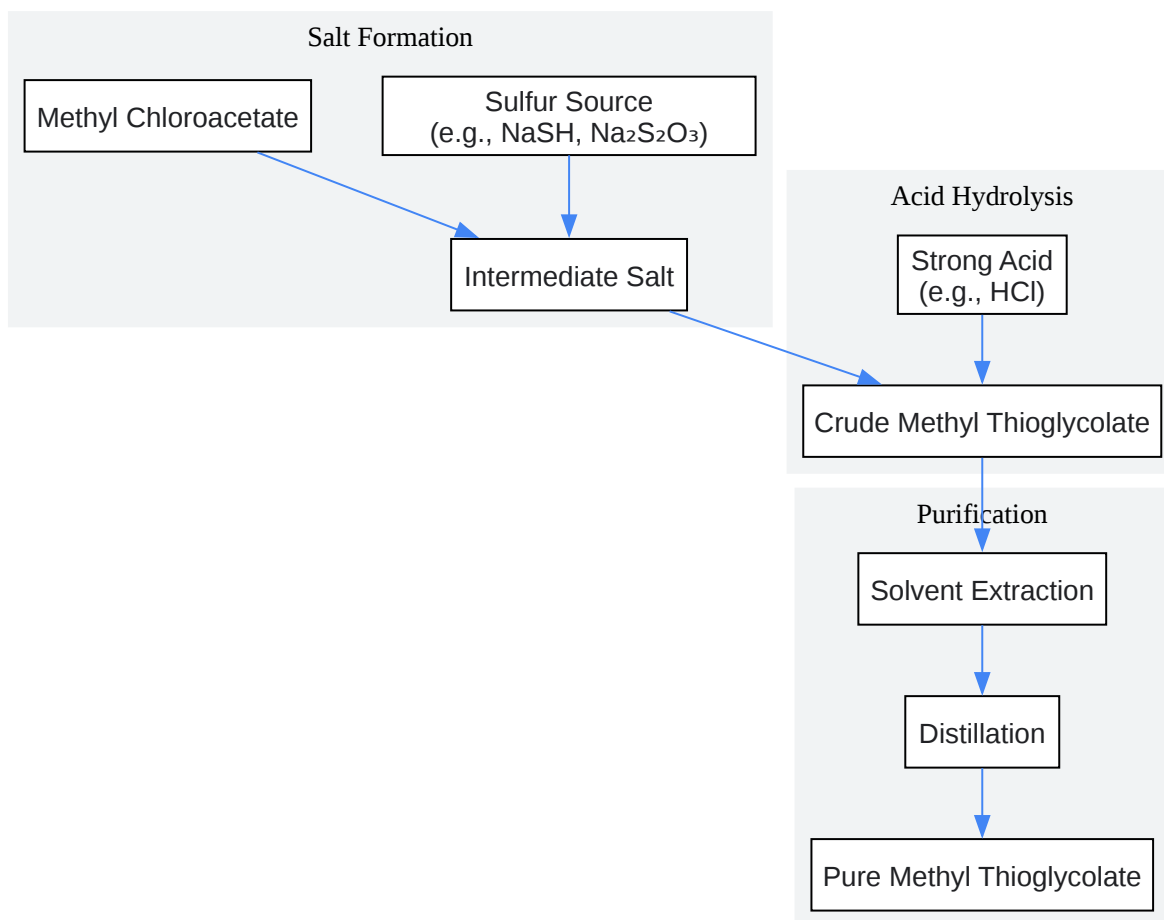 Salt Formation
Methyl Chloroacetate
Sulfur Source
(e.g., NaSH, Na₂S₂O₃)
Intermediate Salt
Acid Hydrolysis
Strong Acid
(e.g., HCl)
Crude Methyl Thioglycolate
Purification
Solvent Extraction
Distillation
Pure Methyl Thioglycolate